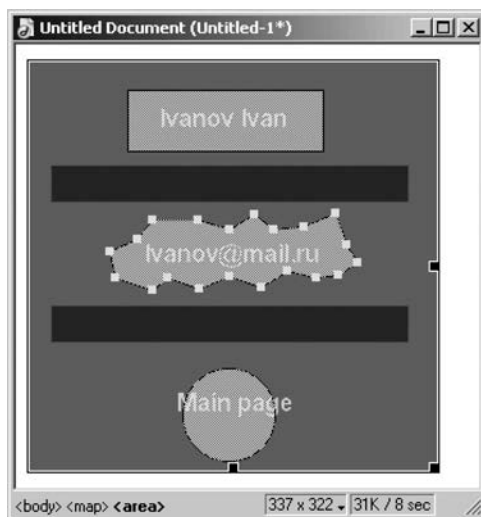 Untitled Document (Untitled-1*)
Ivanov Ivan
Ivanov@mail.ru
Main page
<body> <map> <area> 337 x 322 31K / 8 sec